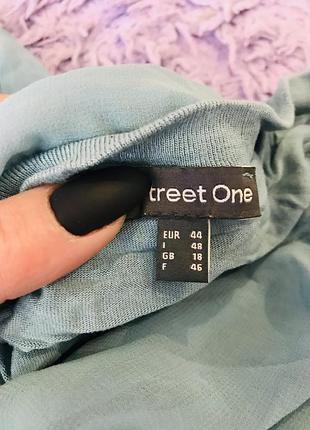 treet One
EUR 44
I 48
GB 18
F 46